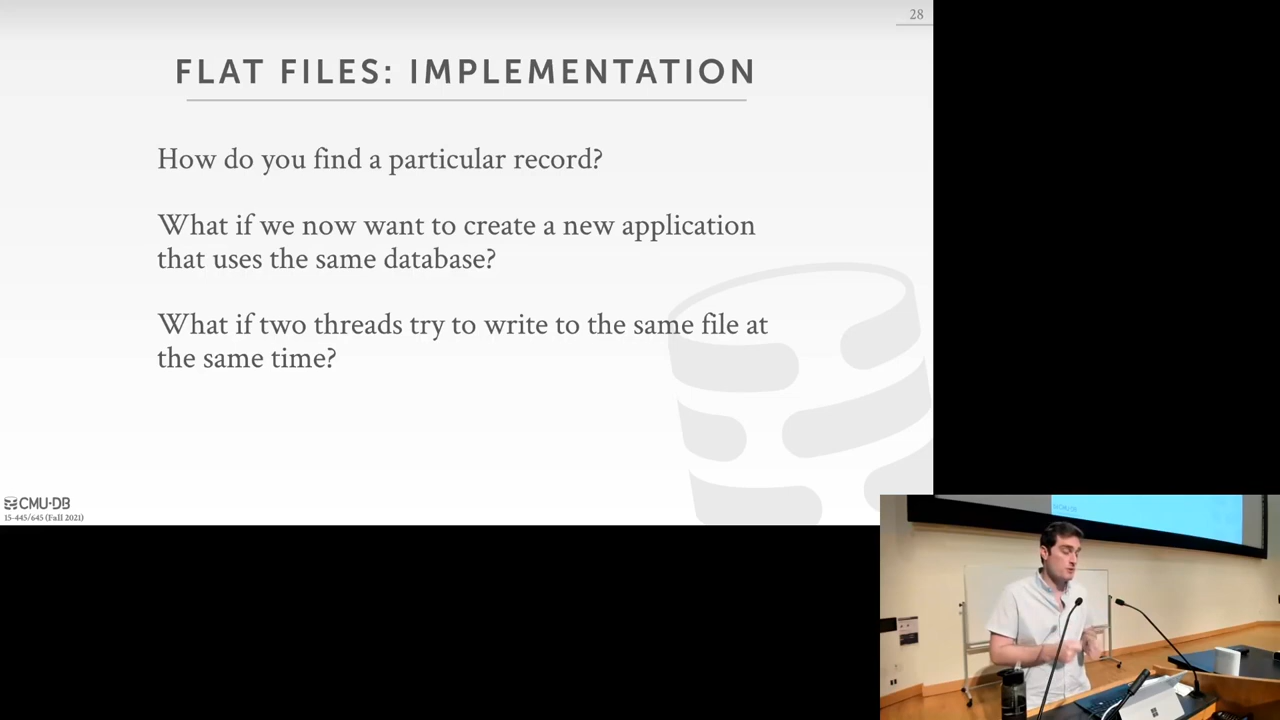 28
FLAT FILES: IMPLEMENTATION
How do you find a particular record?
What if we now want to create a new application
that uses the same database?
What if two threads try to write to the same file at
the same time?
CMU·DB
15-445/645 (Fall 2021)